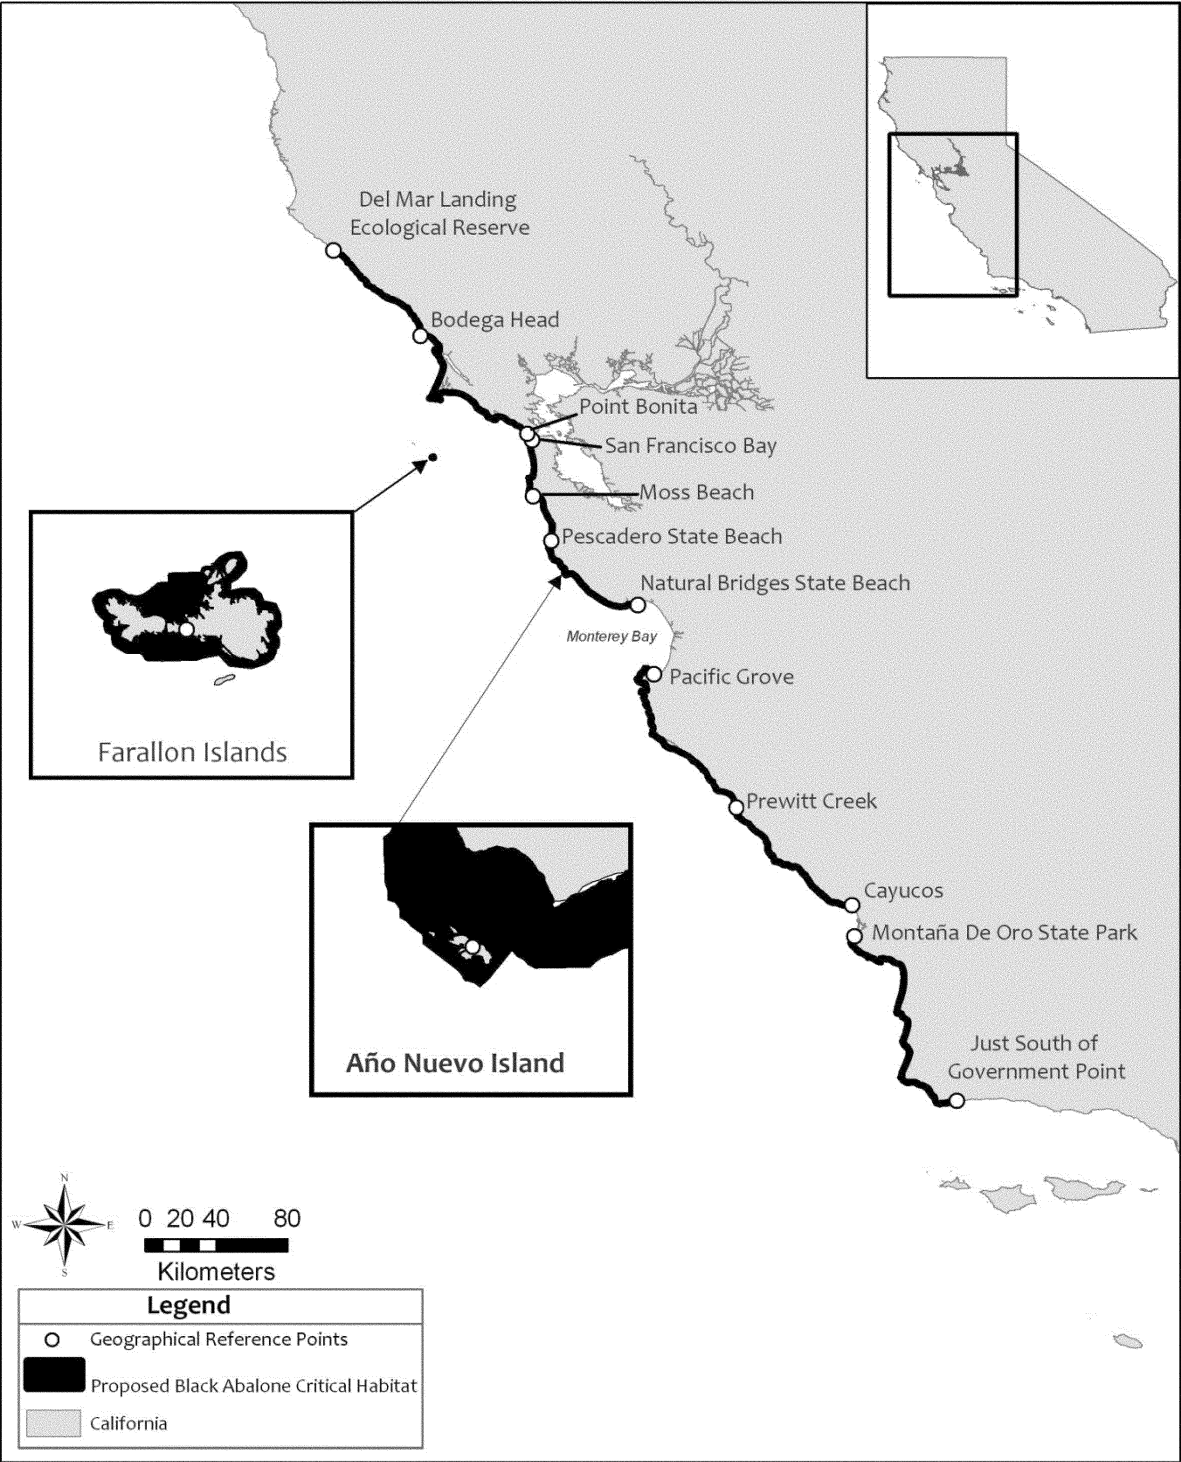 Del Mar Landing
Ecological Reserve
Bodega Head
Point Bonita
San Francisco Bay
Moss Beach
Pescadero State Beach
Natural Bridges State Beach
Monterey Bay
Pacific Grove
Farallon Islands
Prewitt Creek
Cayucos
Montaña De Oro State Park
Año Nuevo Island
Just South of
Government Point
N
W E
S
0 20 40 80
Kilometers
Legend
Geographical Reference Points
Proposed Black Abalone Critical Habitat
California